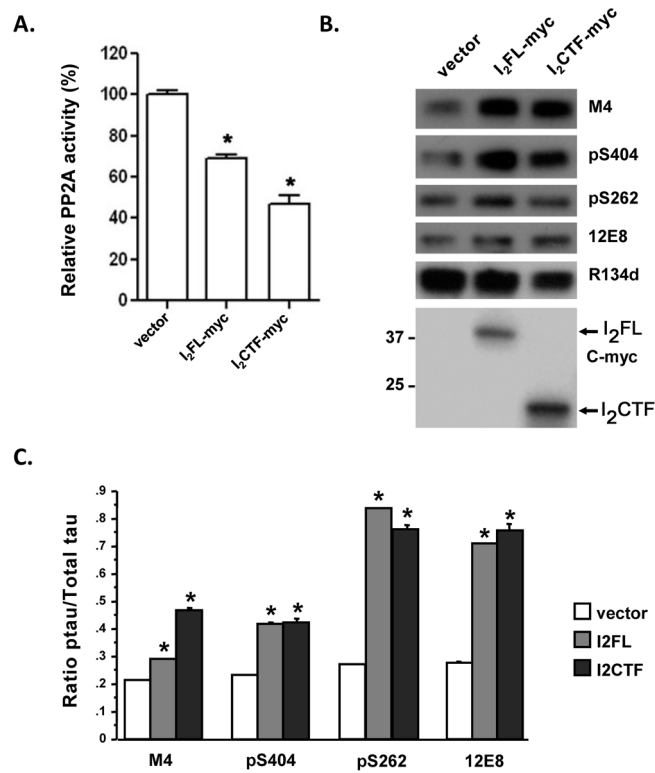 A.
Relative PP2A activity (%)
120
100
80
60
40
20
0
*
*
vector
I₂FL-myc
I₂CTF-myc
B.
vector
I₂FL-myc
I₂CTF-myc
M4
pS404
pS262
12E8
R134d
37 -
I₂FL
C-myc
25 -
I₂CTF
C.
Ratio ptau/Total tau
.9
.8
.7
.6
.5
.4
.3
.2
.1
.0
*
*
*
*
*
*
*
*
M4
pS404
pS262
12E8
vector
I2FL
I2CTF